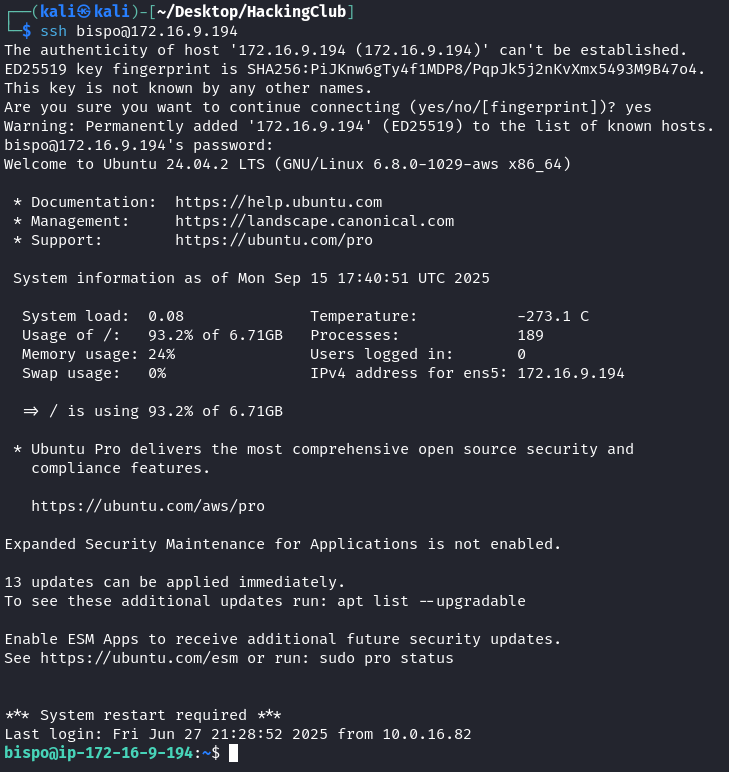 ┌──(kali㉿kali)-[~/Desktop/HackingClub]
└─$ ssh bispo@172.16.9.194
The authenticity of host '172.16.9.194 (172.16.9.194)' can't be established.
ED25519 key fingerprint is SHA256:PiJKnw6gTy4f1MDP8/PqpJk5j2nKvXmx5493M9B47o4.
This key is not known by any other names.
Are you sure you want to continue connecting (yes/no/[fingerprint])? yes
Warning: Permanently added '172.16.9.194' (ED25519) to the list of known hosts.
bispo@172.16.9.194's password:
Welcome to Ubuntu 24.04.2 LTS (GNU/Linux 6.8.0-1029-aws x86_64)

 * Documentation:  https://help.ubuntu.com
 * Management:     https://landscape.canonical.com
 * Support:        https://ubuntu.com/pro

 System information as of Mon Sep 15 17:40:51 UTC 2025

  System load:  0.08              Temperature:           -273.1 C
  Usage of /:   93.2% of 6.71GB   Processes:             189
  Memory usage: 24%               Users logged in:       0
  Swap usage:   0%                IPv4 address for ens5: 172.16.9.194

  => / is using 93.2% of 6.71GB

 * Ubuntu Pro delivers the most comprehensive open source security and
   compliance features.

   https://ubuntu.com/aws/pro

Expanded Security Maintenance for Applications is not enabled.

13 updates can be applied immediately.
To see these additional updates run: apt list --upgradable

Enable ESM Apps to receive additional future security updates.
See https://ubuntu.com/esm or run: sudo pro status


*** System restart required ***
Last login: Fri Jun 27 21:28:52 2025 from 10.0.16.82
bispo@ip-172-16-9-194:~$